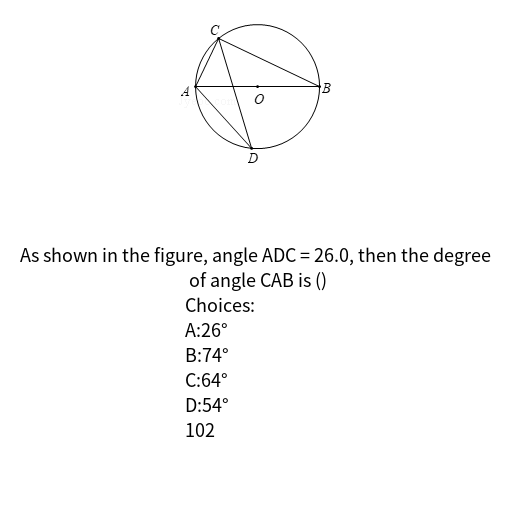 C
A
B
O
D
As shown in the figure, angle ADC = 26.0, then the degree
of angle CAB is ()
Choices:
A:26°
B:74°
C:64°
D:54°
102